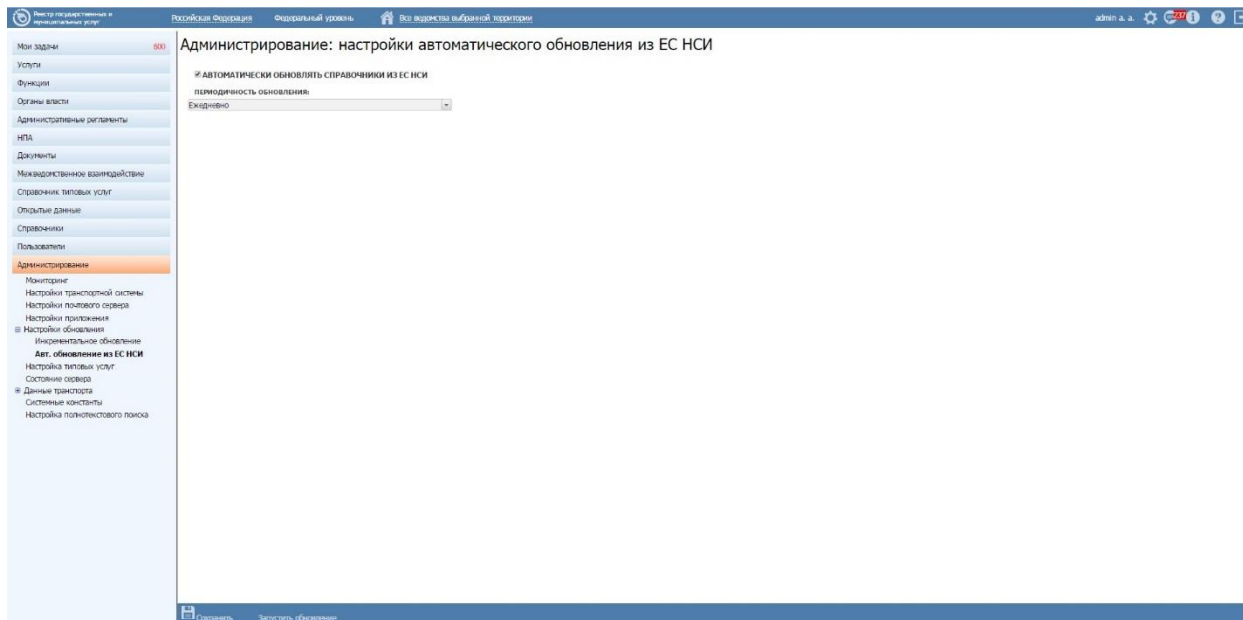 Реестр государственных и
муниципальных услуг
Российская Федерация Федеральный уровень Все ведомства выбранной территории
admin a. a. 237
Мои задачи 600
Услуги
Функции
Органы власти
Административные регламенты
НПА
Документы
Межведомственное взаимодействие
Справочник типовых услуг
Открытые данные
Справочники
Пользователи
Администрирование
Мониторинг
Настройки транспортной системы
Настройки почтового сервера
Настройки приложения
Настройки обновления
Инкрементальное обновление
Авт. обновление из ЕС НСИ
Настройка типовых услуг
Состояние сервера
Данные транспорта
Системные константы
Настройка полнотекстового поиска
Администрирование: настройки автоматического обновления из ЕС НСИ
АВТОМАТИЧЕСКИ ОБНОВЛЯТЬ СПРАВОЧНИКИ ИЗ ЕС НСИ
ПЕРИОДИЧНОСТЬ ОБНОВЛЕНИЯ:
Ежедневно
Сохранить Запустить обновление